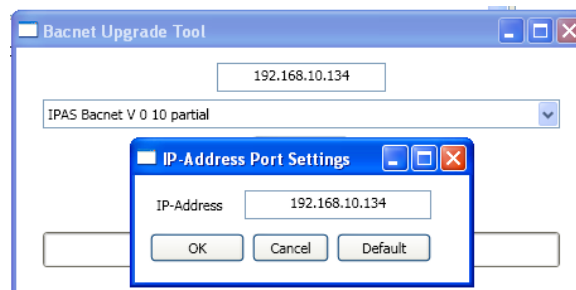 Bacnet Upgrade Tool
192.168.10.134
IPAS Bacnet V 0 10 partial
IP-Address Port Settings
IP-Address 192.168.10.134
OK Cancel Default